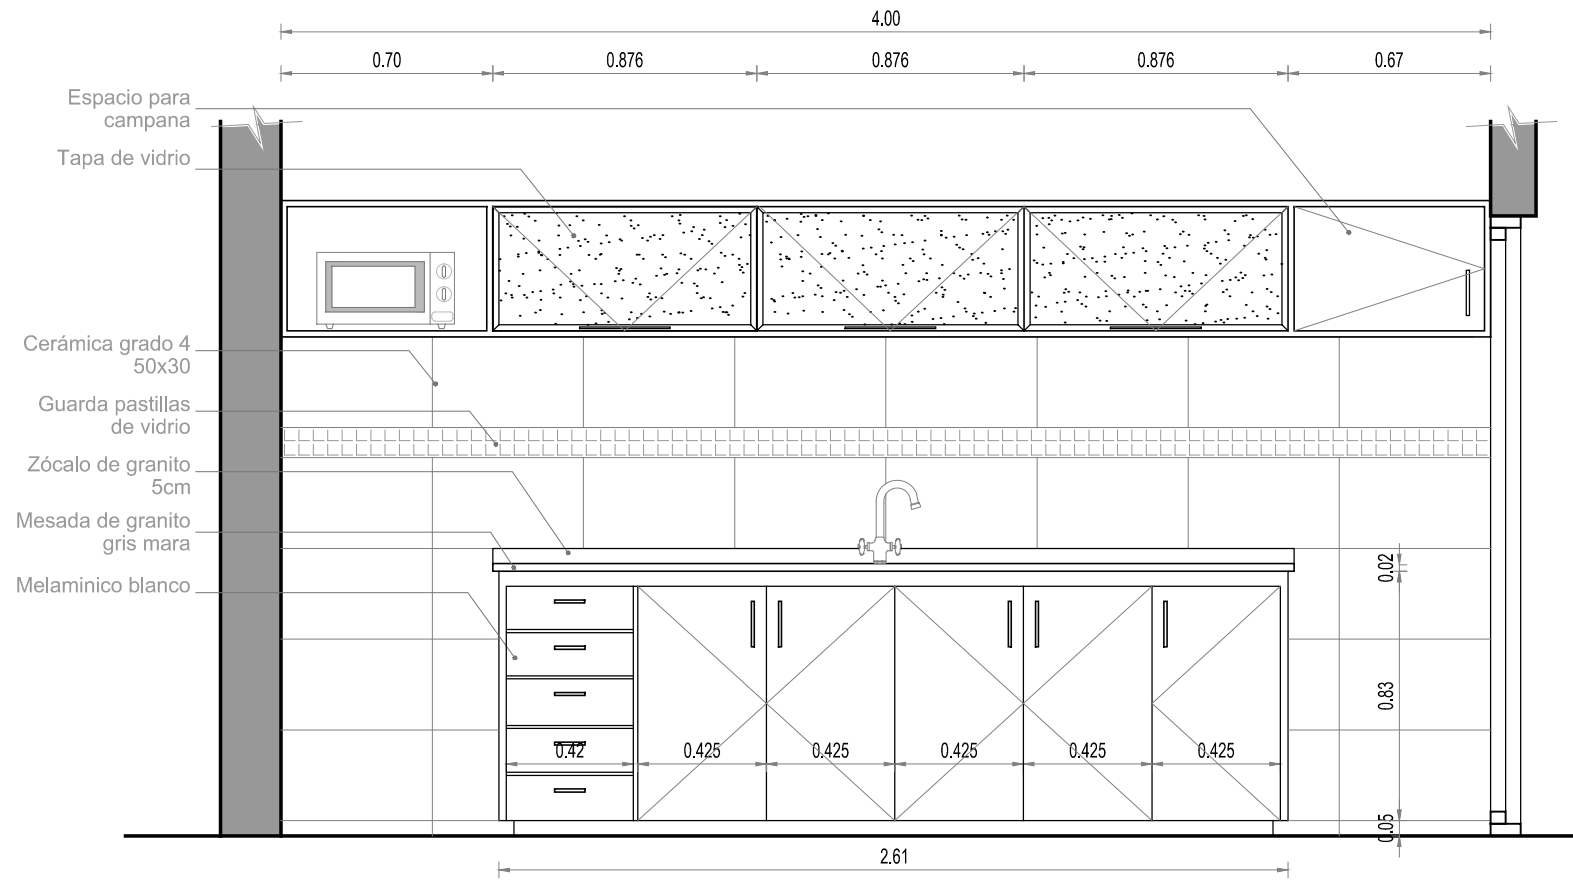 4.00
0.70
0.876
0.876
0.876
0.67
Espacio para
campana
Tapa de vidrio
Cerámica grado 4
50x30
Guarda pastillas
de vidrio
Zócalo de granito
5cm
Mesada de granito
gris mara
Melaminico blanco
0.02
0.83
0.42
0.425
0.425
0.425
0.425
0.425
0.05
2.61